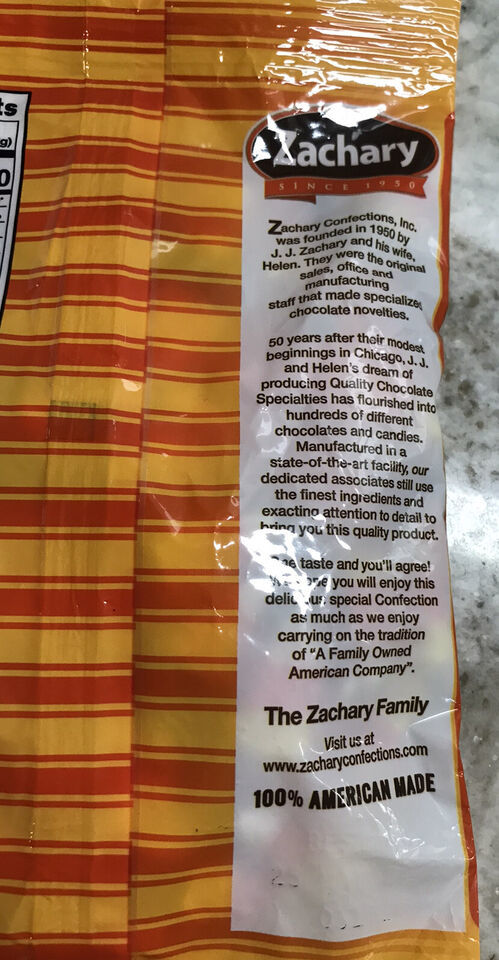 ts
g)
0
Zachary
SINCE 1950
Zachary Confections, Inc.
was founded in 1950 by
J. J. Zachary and his wife,
Helen. They were the original
sales, office and
manufacturing
staff that made specialize
chocolate novelties.
50 years after their modest
beginnings in Chicago, J. J.
and Helen's dream of
producing Quality Chocolate
Specialties has flourished into
hundreds of different
chocolates and candies.
Manufactured in a
state-of-the-art facility, our
dedicated associates still use
the finest ingredients and
exacting attention to detail to
bring you this quality product.
taste and you'll agree!
you will enjoy this
delicious special Confection
as much as we enjoy
carrying on the tradition
of "A Family Owned
American Company".
The Zachary Family
Visit us at
www.zacharyconfections.com
100% AMERICAN MADE